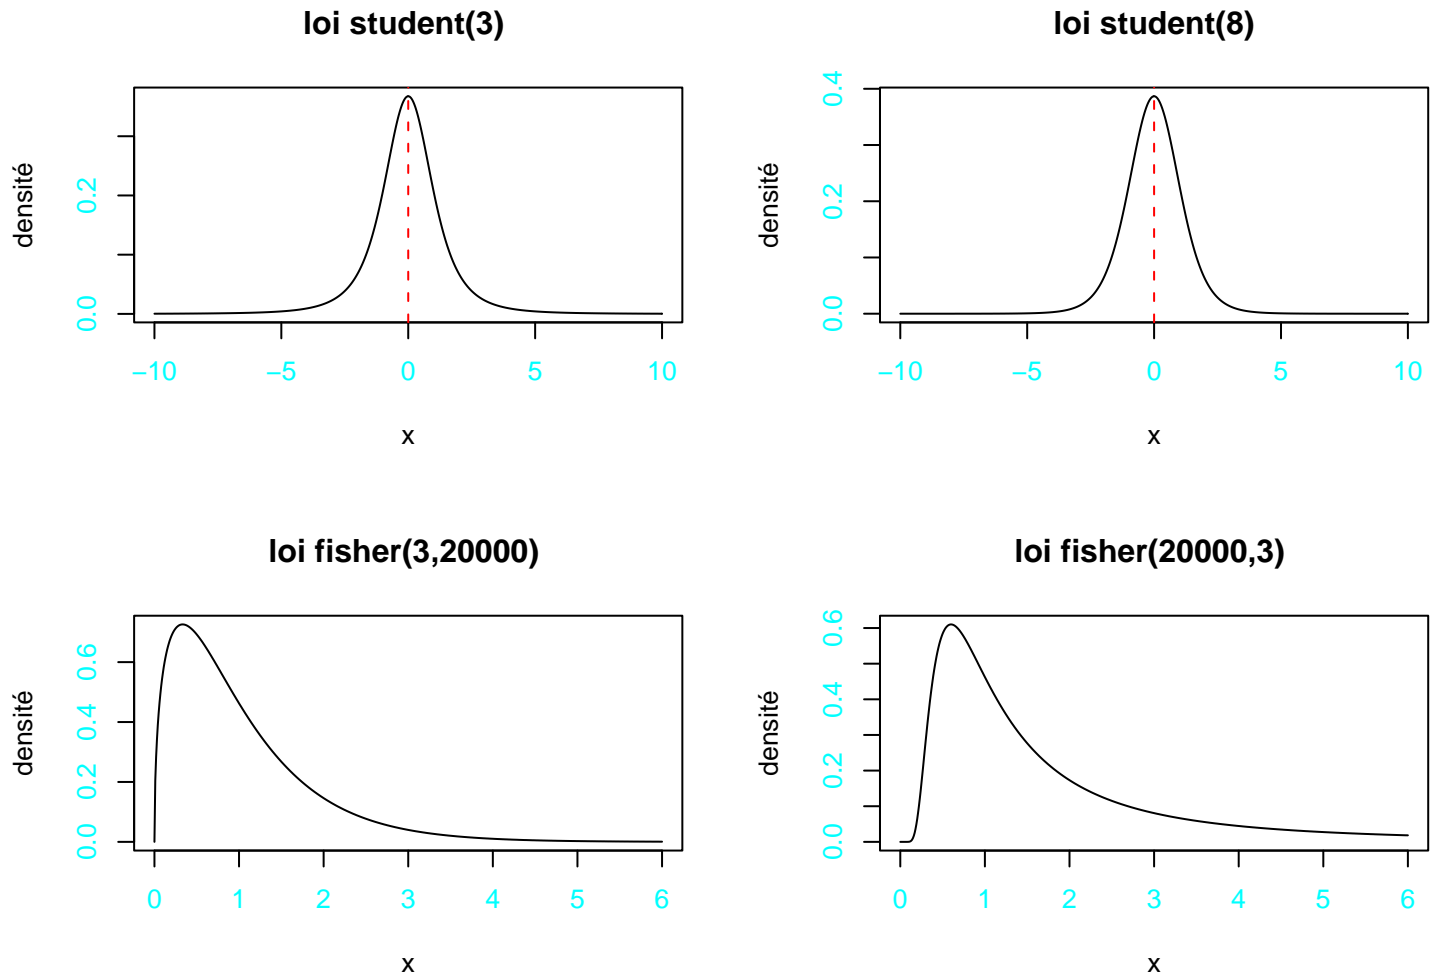 loi student(3)
densité
0.0 0.2
−10 −5 0 5 10
x
loi student(8)
densité
0.0 0.2 0.4
−10 −5 0 5 10
x
loi fisher(3,20000)
densité
0.0 0.2 0.4 0.6
0 1 2 3 4 5 6
x
loi fisher(20000,3)
densité
0.0 0.2 0.4 0.6
0 1 2 3 4 5 6
x